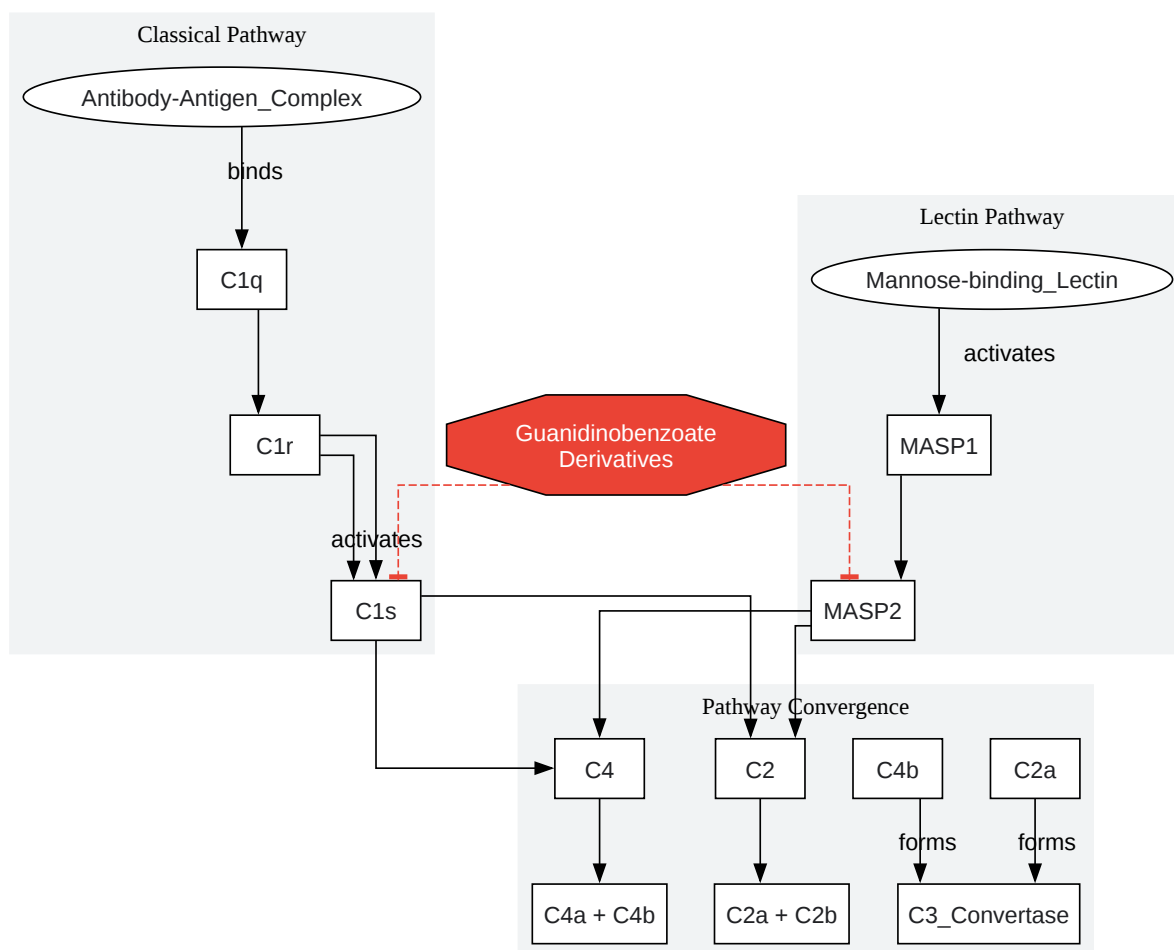 Classical Pathway
Antibody-Antigen_Complex
binds
C1q
C1r
activates
C1s
Lectin Pathway
Mannose-binding_Lectin
activates
MASP1
MASP2
Guanidinobenzoate
Derivatives
Pathway Convergence
C4
C2
C4b
C2a
forms
forms
C4a + C4b
C2a + C2b
C3_Convertase